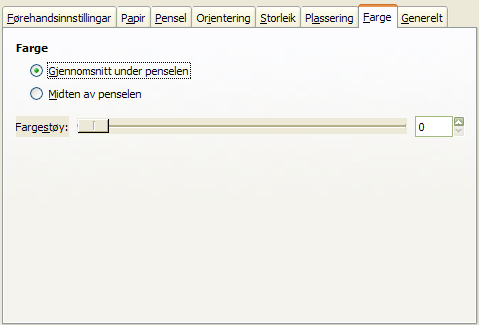 Førehandsinnstillingar Papir Pensel Orientering Storleik Plassering Farge Generelt
Farge
Gjennomsnitt under penselen
Midten av penselen
Fargestøy: 0